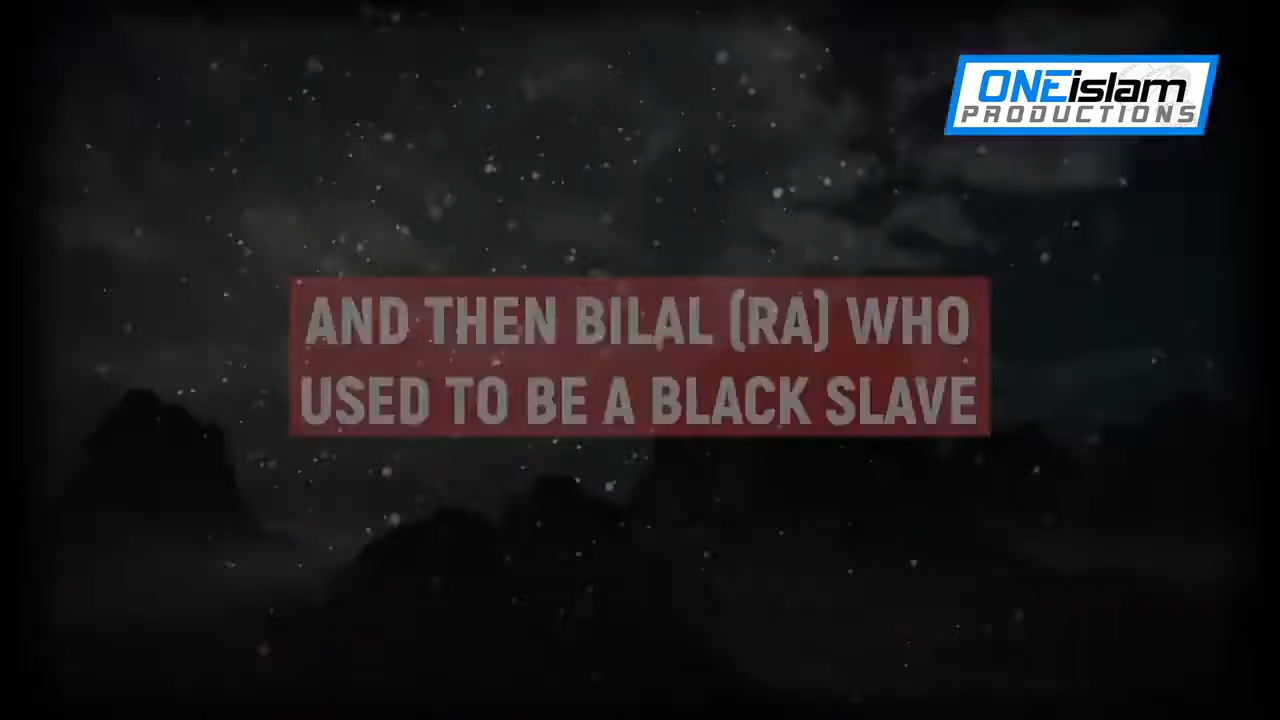 ONEislam
PRODUCTIONS
AND THEN BILAL (RA) WHO
USED TO BE A BLACK SLAVE